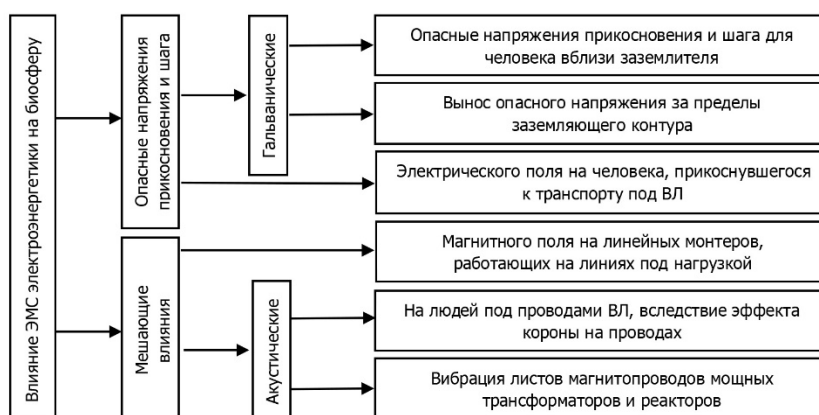 Влияние ЭМС электроэнергетики на биосферу
Опасные напряжения
прикосновения и шага
Гальванические
Опасные напряжения прикосновения и шага для
человека вблизи заземлителя
Вынос опасного напряжения за пределы
заземляющего контура
Электрического поля на человека, прикоснувшегося
к транспорту под ВЛ
Мешающие
влияния
Магнитного поля на линейных монтеров,
работающих на линиях под нагрузкой
Акустические
На людей под проводами ВЛ, вследствие эффекта
короны на проводах
Вибрация листов магнитопроводов мощных
трансформаторов и реакторов